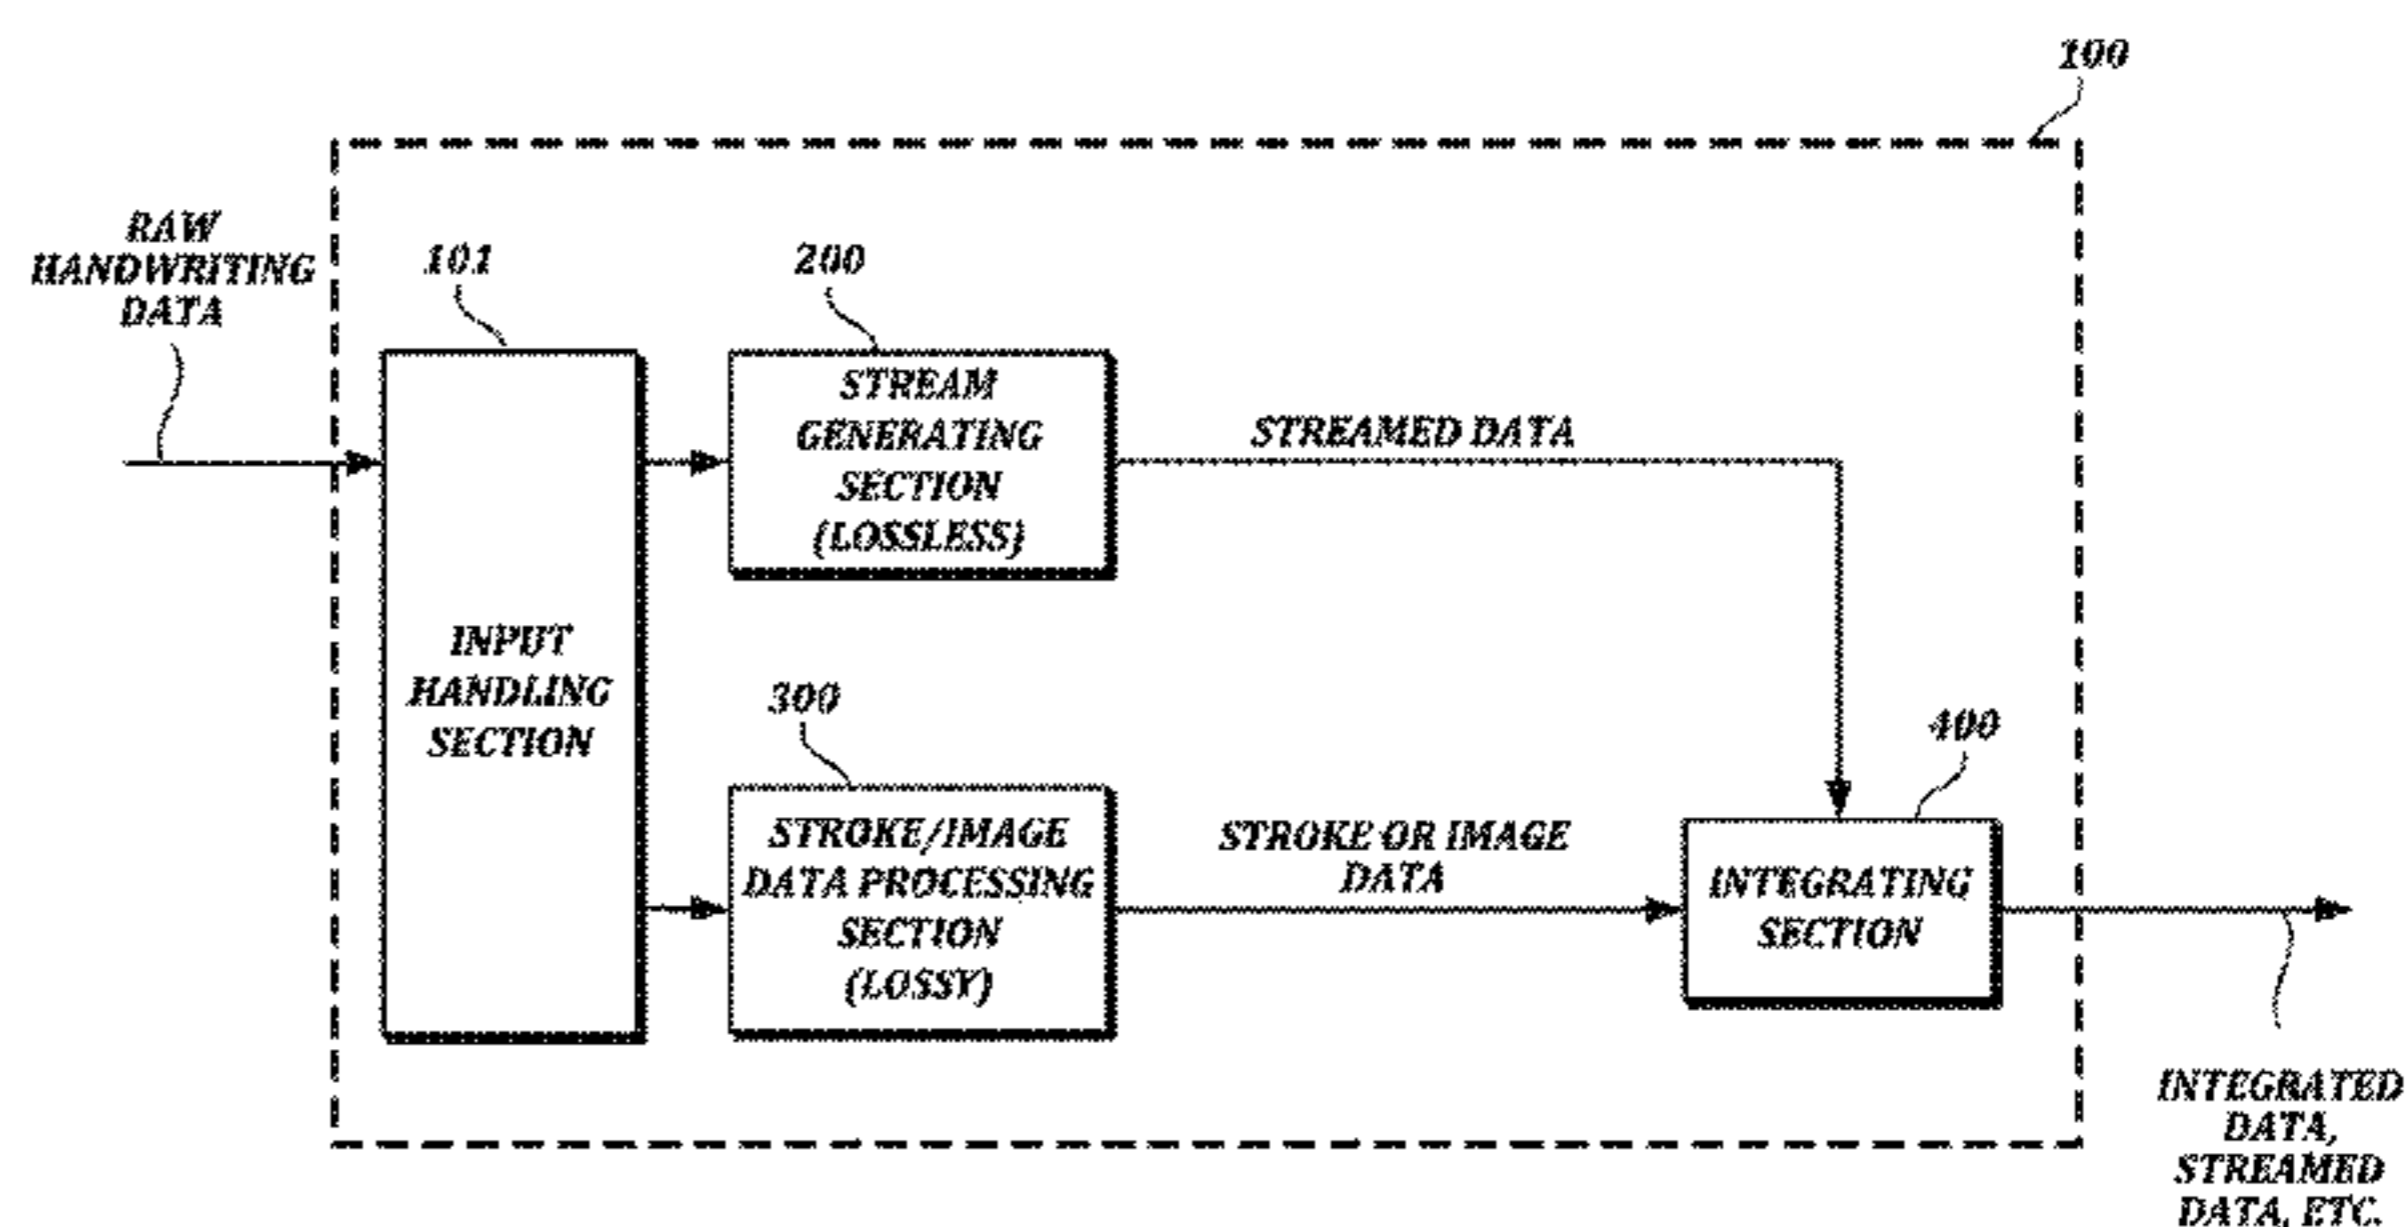 100
RAW
HANDWRITING
DATA
101
200
STREAM
GENERATING
SECTION
(LOSSLESS)
STREAMED DATA
INPUT
HANDLING
SECTION
300
STROKE/IMAGE
DATA PROCESSING
SECTION
(LOSSY)
STROKE OR IMAGE
DATA
400
INTEGRATING
SECTION
INTEGRATED
DATA,
STREAMED
DATA, ETC.